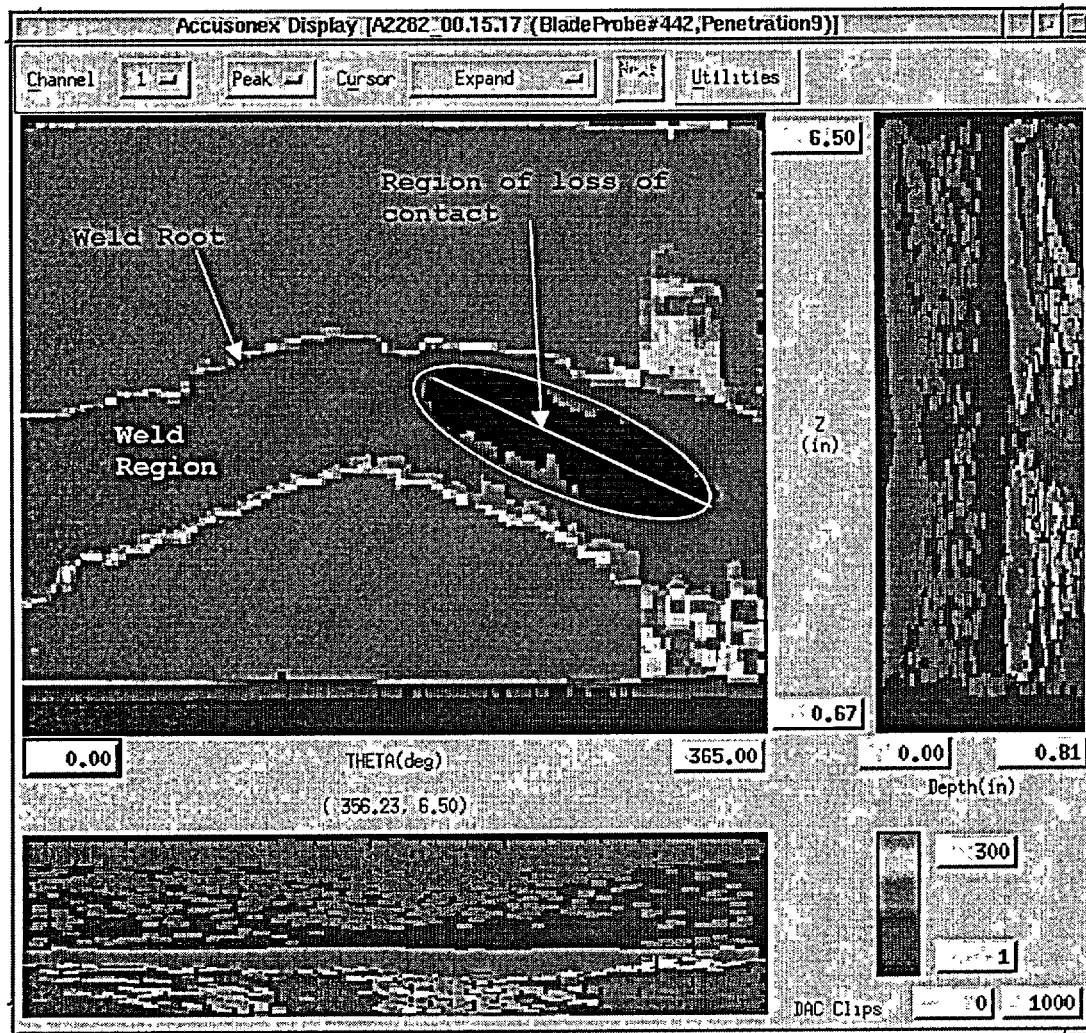 Accusonex Display [A2282_00.15.17 (BladeProbe#442,Penetration9)]
Channel 1 Peak Cursor Expand Utilities
6.50
Region of loss of
contact
Weld Root
Z
(in)
Weld
Region
0.67
0.00 THETA(deg) 365.00 0.00 0.81
Depth(in)
( 356.23, 6.50)
300
1
DAC Clips 0 1000